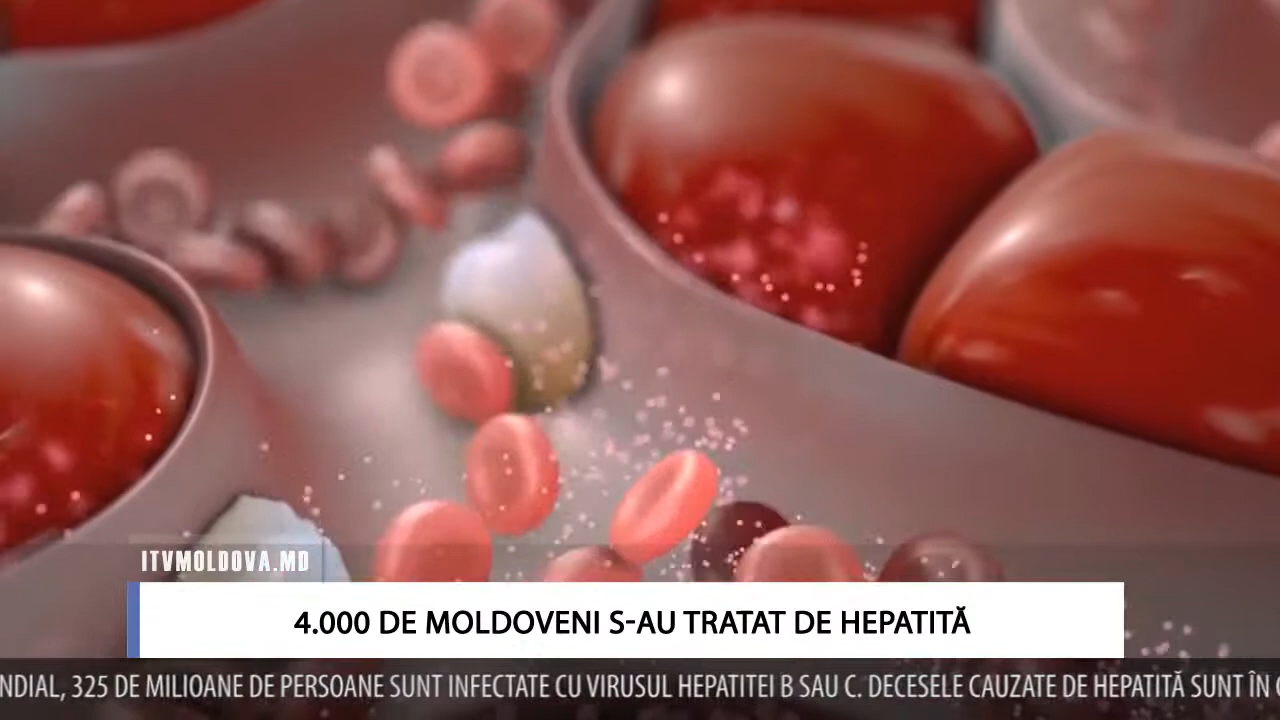 ITVMOLDOVA.MD
4.000 DE MOLDOVENI S-AU TRATAT DE HEPATITĂ
325 DE MILIOANE DE PERSOANE SUNT INFECTATE CU VIRUSUL HEPATITEI B SAU C. DECESELE CAUZATE DE HEPATITĂ SUNT ÎN